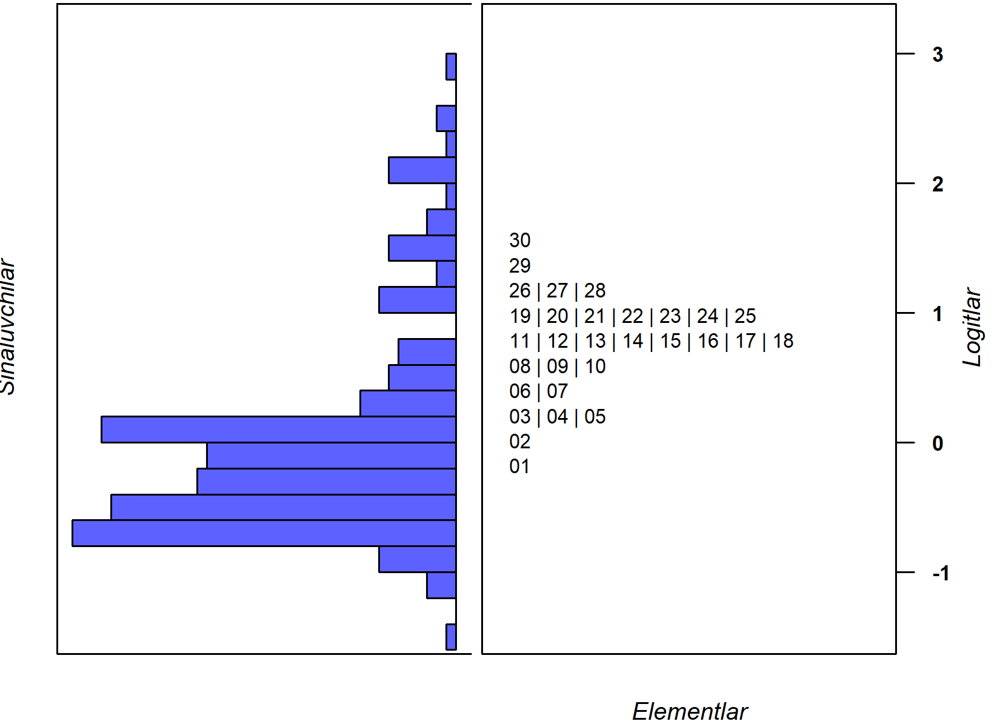 Sinaluvchilar
30
29
26 | 27 | 28
19 | 20 | 21 | 22 | 23 | 24 | 25
11 | 12 | 13 | 14 | 15 | 16 | 17 | 18
08 | 09 | 10
06 | 07
03 | 04 | 05
02
01
3
2
1
0
-1
Logitlar
Elementlar